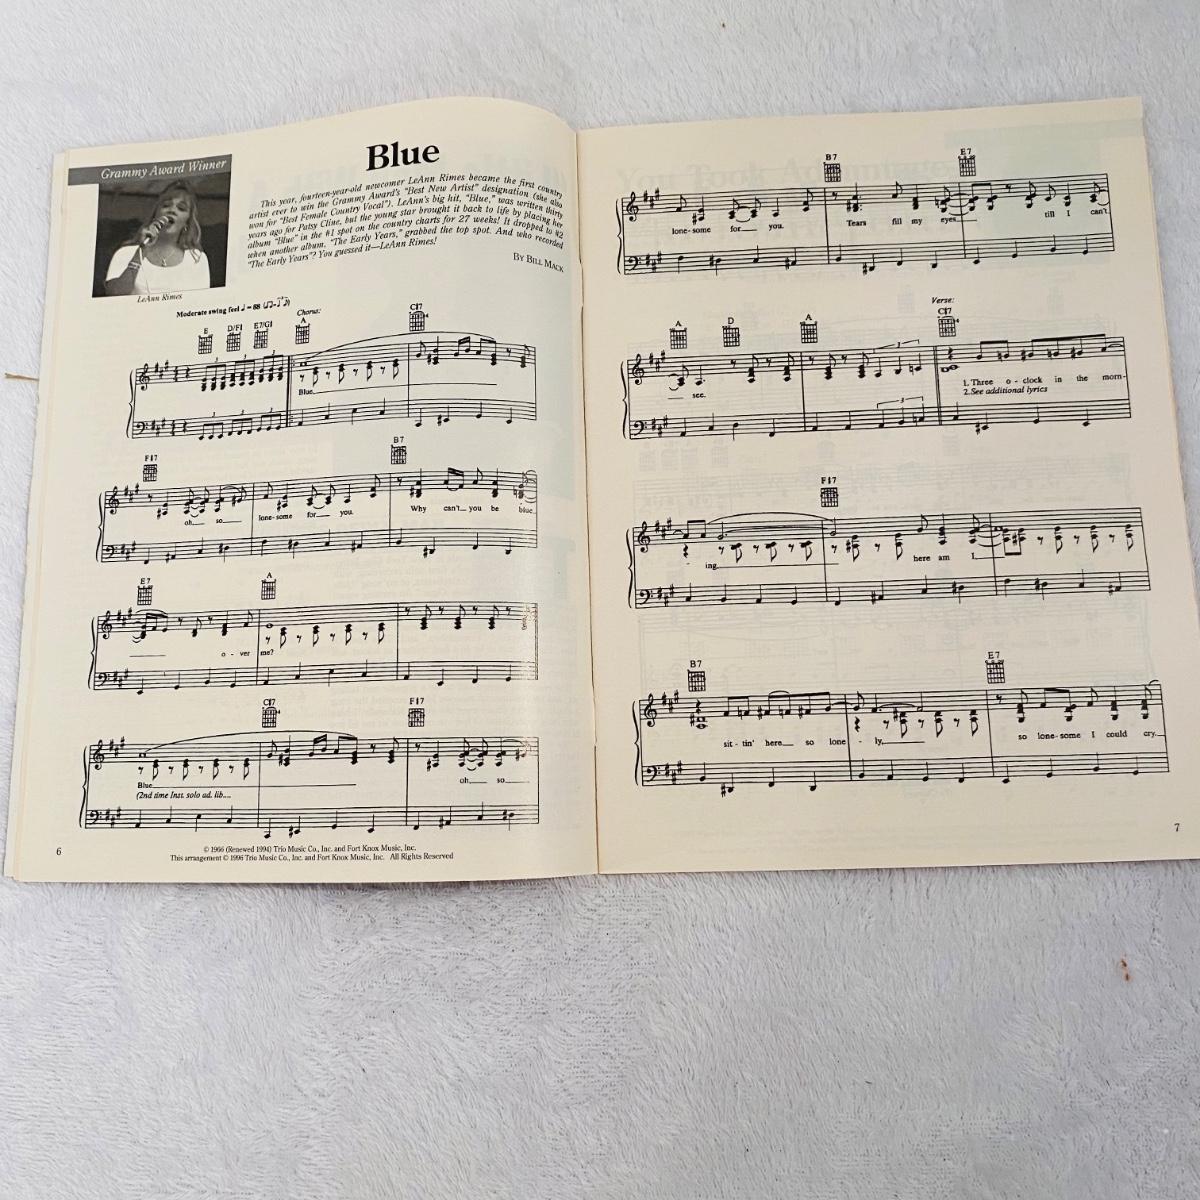 Grammy Award Winner
LeAnn Rimes
Blue
This year, fourteen-year-old newcomer LeAnn Rimes became the first country
artist ever to win the Grammy Award's "Best New Artist" designation (she also
won for "Best Female Country Vocal"). LeAnn's big hit, "Blue," was written thirty
years ago for Patsy Cline, but the young star brought it back to life by placing her
album "Blue" in the #1 spot on the country charts for 27 weeks! It dropped to #2
when another album, "The Early Years," grabbed the top spot. And who recorded
"The Early Years"? You guessed it—LeAnn Rimes!
BY BILL MACK
Moderate swing feel ♩ = 88
Chorus:
E D/F♯ E7/G♯ A C♯7
Blue
F♯7 B7
oh so lone-some for you. Why can't you be blue
E7 A
o - ver me?
C♯7 F♯7
Blue oh so
(2nd time Inst. solo ad. lib....
6
© 1966 (Renewed 1994) Trio Music Co., Inc. and Fort Knox Music, Inc.
This arrangement © 1996 Trio Music Co., Inc. and Fort Knox Music, Inc. All Rights Reserved
B7 E7
lone-some for you. Tears fill my eyes till I can't
Verse:
A D A C♯7
see. 1. Three o - clock in the morn-
2. See additional lyrics
F♯7
ing, here am I
B7 E7
sit - tin' here so lone - ly, so lone-some I could cry.
7